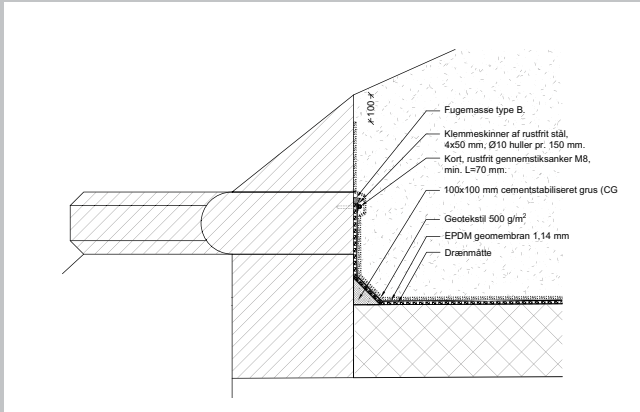 100
Fugemasse type B.
Klemmeskinner af rustfrit stål,
4x50 mm, Ø10 huller pr. 150 mm.
Kort, rustfrit gennemstiksanker M8,
min. L=70 mm.
100x100 mm cementstabiliseret grus (CG
Geotekstil 500 g/m²
EPDM geomembran 1,14 mm
Drænmåtte